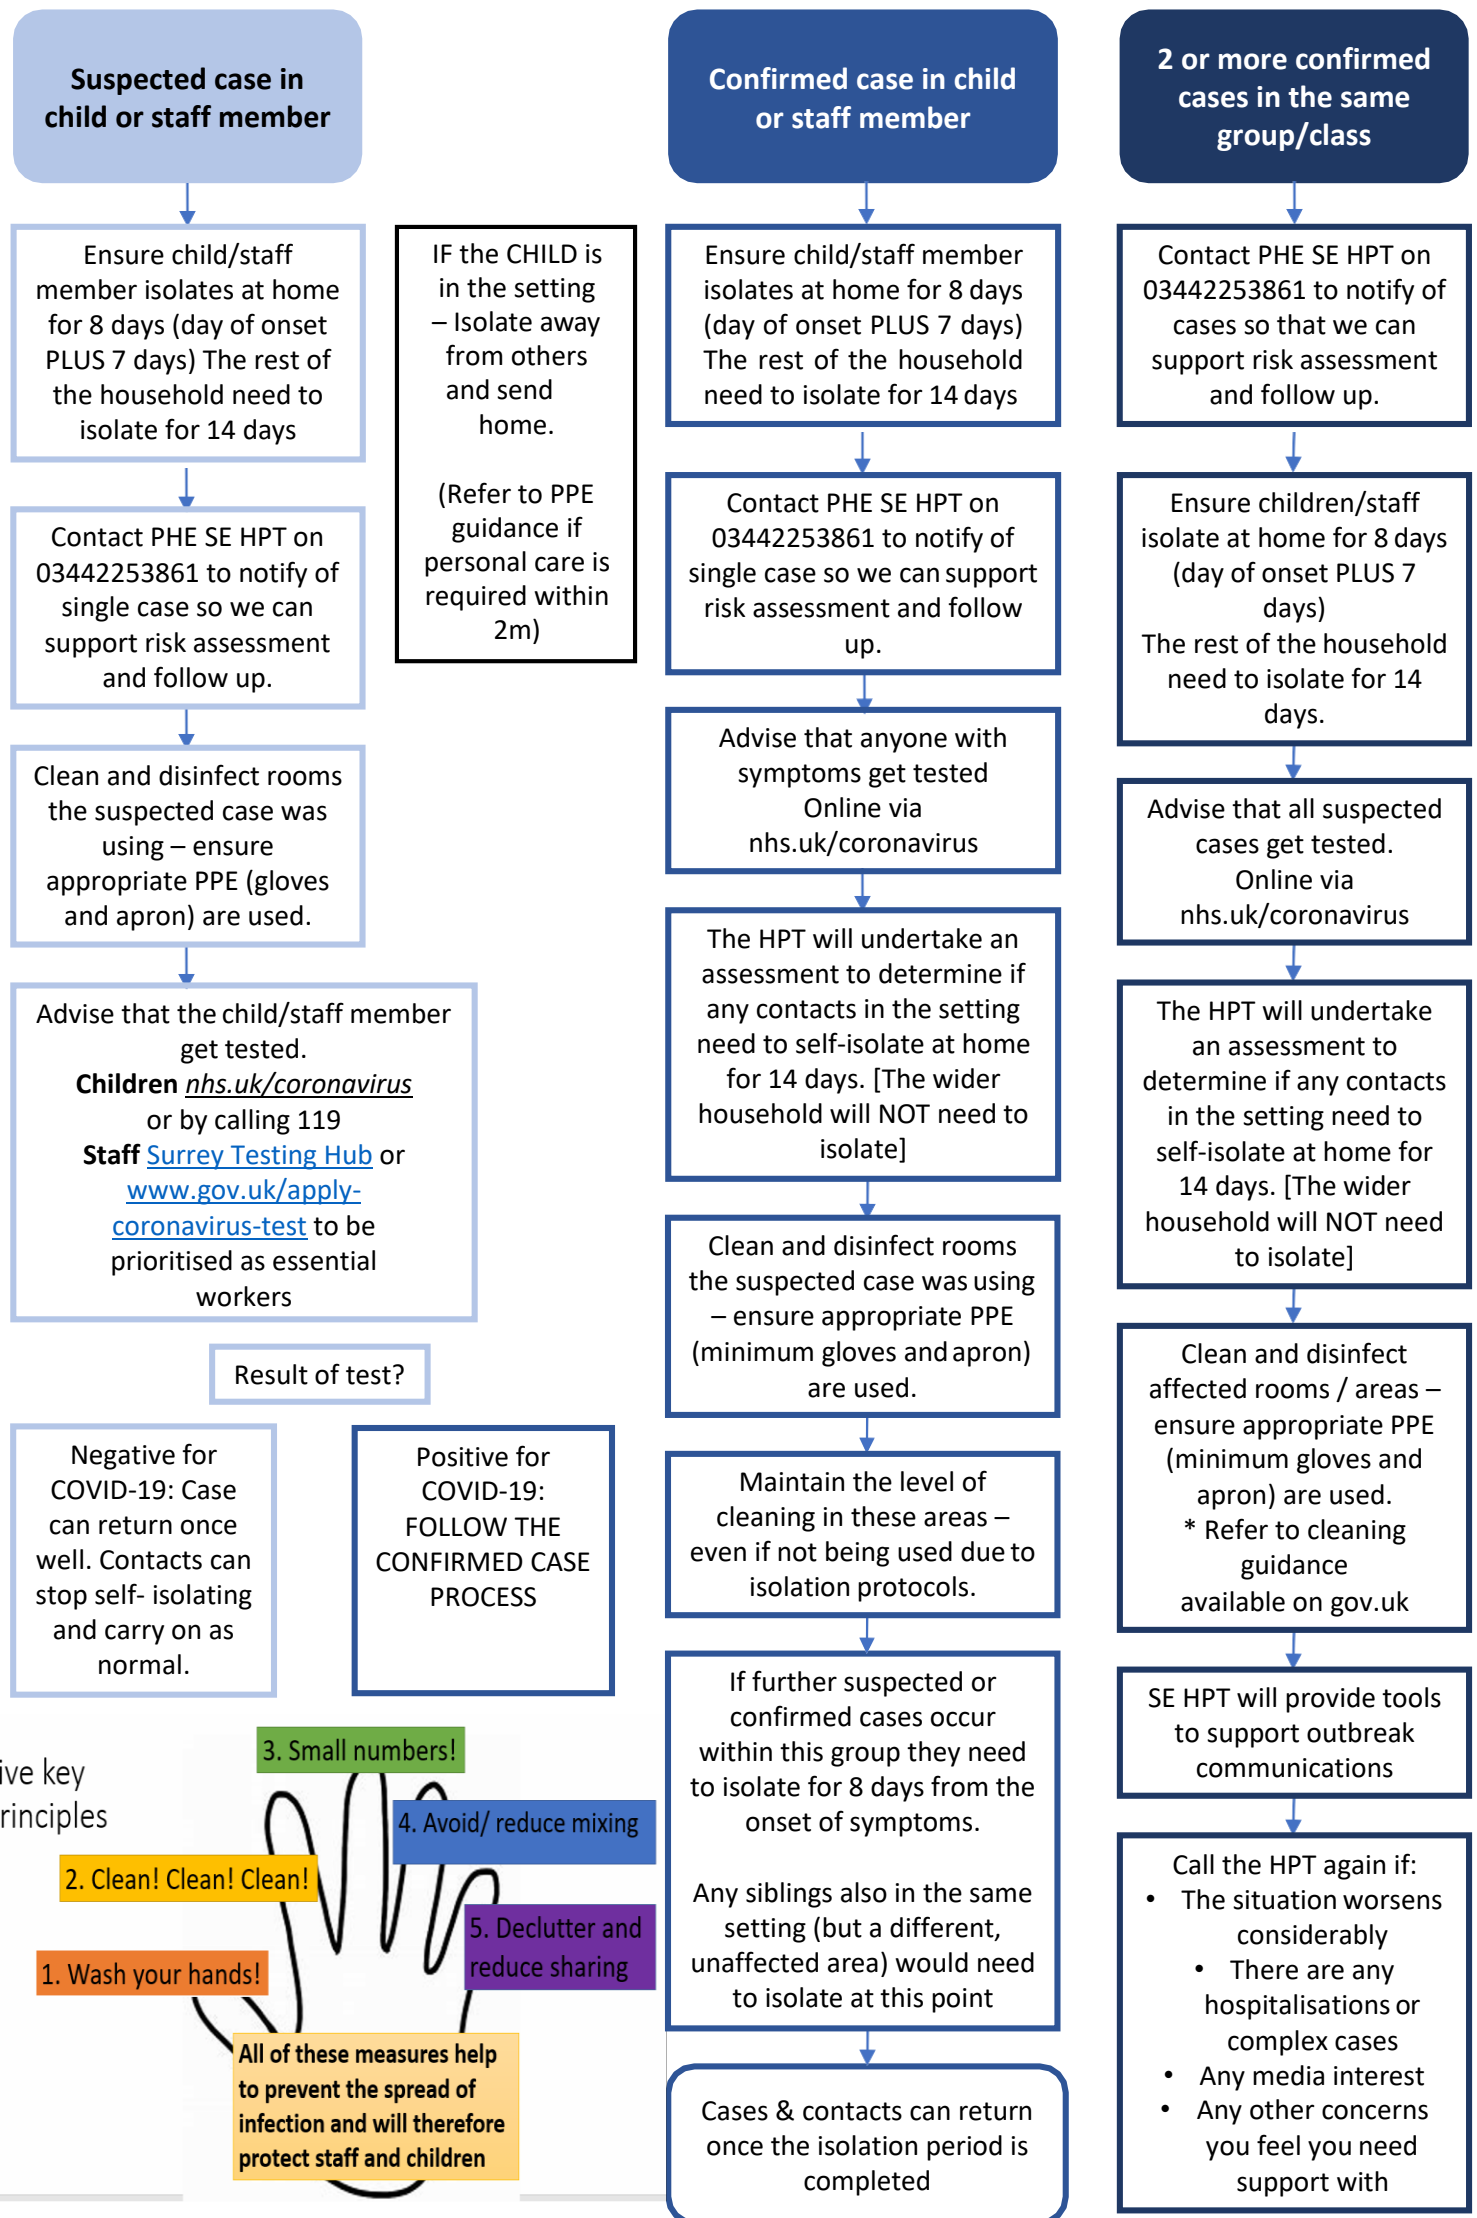 Suspected case in
child or staff member
Ensure child/staff
member isolates at home
for 8 days (day of onset
PLUS 7 days) The rest of
the household need to
isolate for 14 days
Contact PHE SE HPT on
03442253861 to notify of
single case so we can
support risk assessment
and follow up.
Clean and disinfect rooms
the suspected case was
using – ensure
appropriate PPE (gloves
and apron) are used.
Advise that the child/staff member
get tested.
Children nhs.uk/coronavirus
or by calling 119
Staff Surrey Testing Hub or
www.gov.uk/apply-
coronavirus-test to be
prioritised as essential
workers
Result of test?
Negative for
COVID-19: Case
can return once
well. Contacts can
stop self- isolating
and carry on as
normal.
Positive for
COVID-19:
FOLLOW THE
CONFIRMED CASE
PROCESS
IF the CHILD is
in the setting
– Isolate away
from others
and send
home.
(Refer to PPE
guidance if
personal care is
required within
2m)
Confirmed case in child
or staff member
Ensure child/staff member
isolates at home for 8 days
(day of onset PLUS 7 days)
The rest of the household
need to isolate for 14 days
Contact PHE SE HPT on
03442253861 to notify of
single case so we can support
risk assessment and follow
up.
Advise that anyone with
symptoms get tested
Online via
nhs.uk/coronavirus
The HPT will undertake an
assessment to determine if
any contacts in the setting
need to self-isolate at home
for 14 days. [The wider
household will NOT need to
isolate]
Clean and disinfect rooms
the suspected case was using
– ensure appropriate PPE
(minimum gloves and apron)
are used.
Maintain the level of
cleaning in these areas –
even if not being used due to
isolation protocols.
If further suspected or
confirmed cases occur
within this group they need
to isolate for 8 days from the
onset of symptoms.
Any siblings also in the same
setting (but a different,
unaffected area) would need
to isolate at this point
Cases & contacts can return
once the isolation period is
completed
2 or more confirmed
cases in the same
group/class
Contact PHE SE HPT on
03442253861 to notify of
cases so that we can
support risk assessment
and follow up.
Ensure children/staff
isolate at home for 8 days
(day of onset PLUS 7
days)
The rest of the household
need to isolate for 14
days.
Advise that all suspected
cases get tested.
Online via
nhs.uk/coronavirus
The HPT will undertake
an assessment to
determine if any contacts
in the setting need to
self-isolate at home for
14 days. [The wider
household will NOT need
to isolate]
Clean and disinfect
affected rooms / areas –
ensure appropriate PPE
(minimum gloves and
apron) are used.
* Refer to cleaning
guidance
available on gov.uk
SE HPT will provide tools
to support outbreak
communications
Call the HPT again if:
• The situation worsens
considerably
• There are any
hospitalisations or
complex cases
• Any media interest
• Any other concerns
you feel you need
support with
ive key
rinciples
3. Small numbers!
4. Avoid/ reduce mixing
2. Clean! Clean! Clean!
5. Declutter and
reduce sharing
1. Wash your hands!
All of these measures help
to prevent the spread of
infection and will therefore
protect staff and children